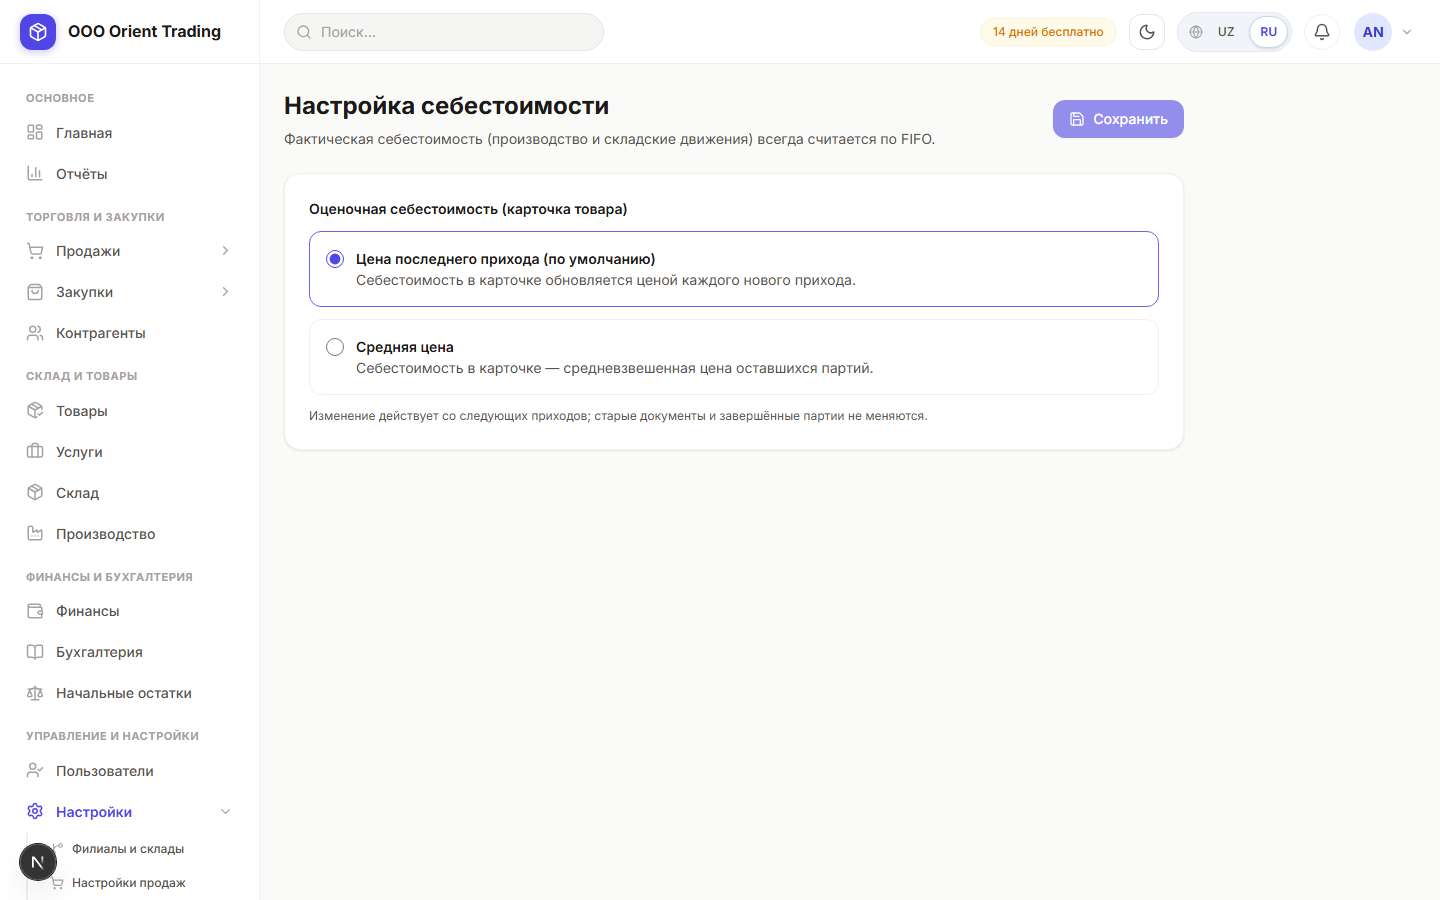 ООО Orient Trading
Поиск...
14 дней бесплатно
UZ
RU
AN
ОСНОВНОЕ
Главная
Отчёты
ТОРГОВЛЯ И ЗАКУПКИ
Продажи
Закупки
Контрагенты
СКЛАД И ТОВАРЫ
Товары
Услуги
Склад
Производство
ФИНАНСЫ И БУХГАЛТЕРИЯ
Финансы
Бухгалтерия
Начальные остатки
УПРАВЛЕНИЕ И НАСТРОЙКИ
Пользователи
Настройки
Филиалы и склады
N
Настройки продаж
Настройка себестоимости
Фактическая себестоимость (производство и складские движения) всегда считается по FIFO.
Сохранить
Оценочная себестоимость (карточка товара)
Цена последнего прихода (по умолчанию)
Себестоимость в карточке обновляется ценой каждого нового прихода.
Средняя цена
Себестоимость в карточке — средневзвешенная цена оставшихся партий.
Изменение действует со следующих приходов; старые документы и завершённые партии не меняются.